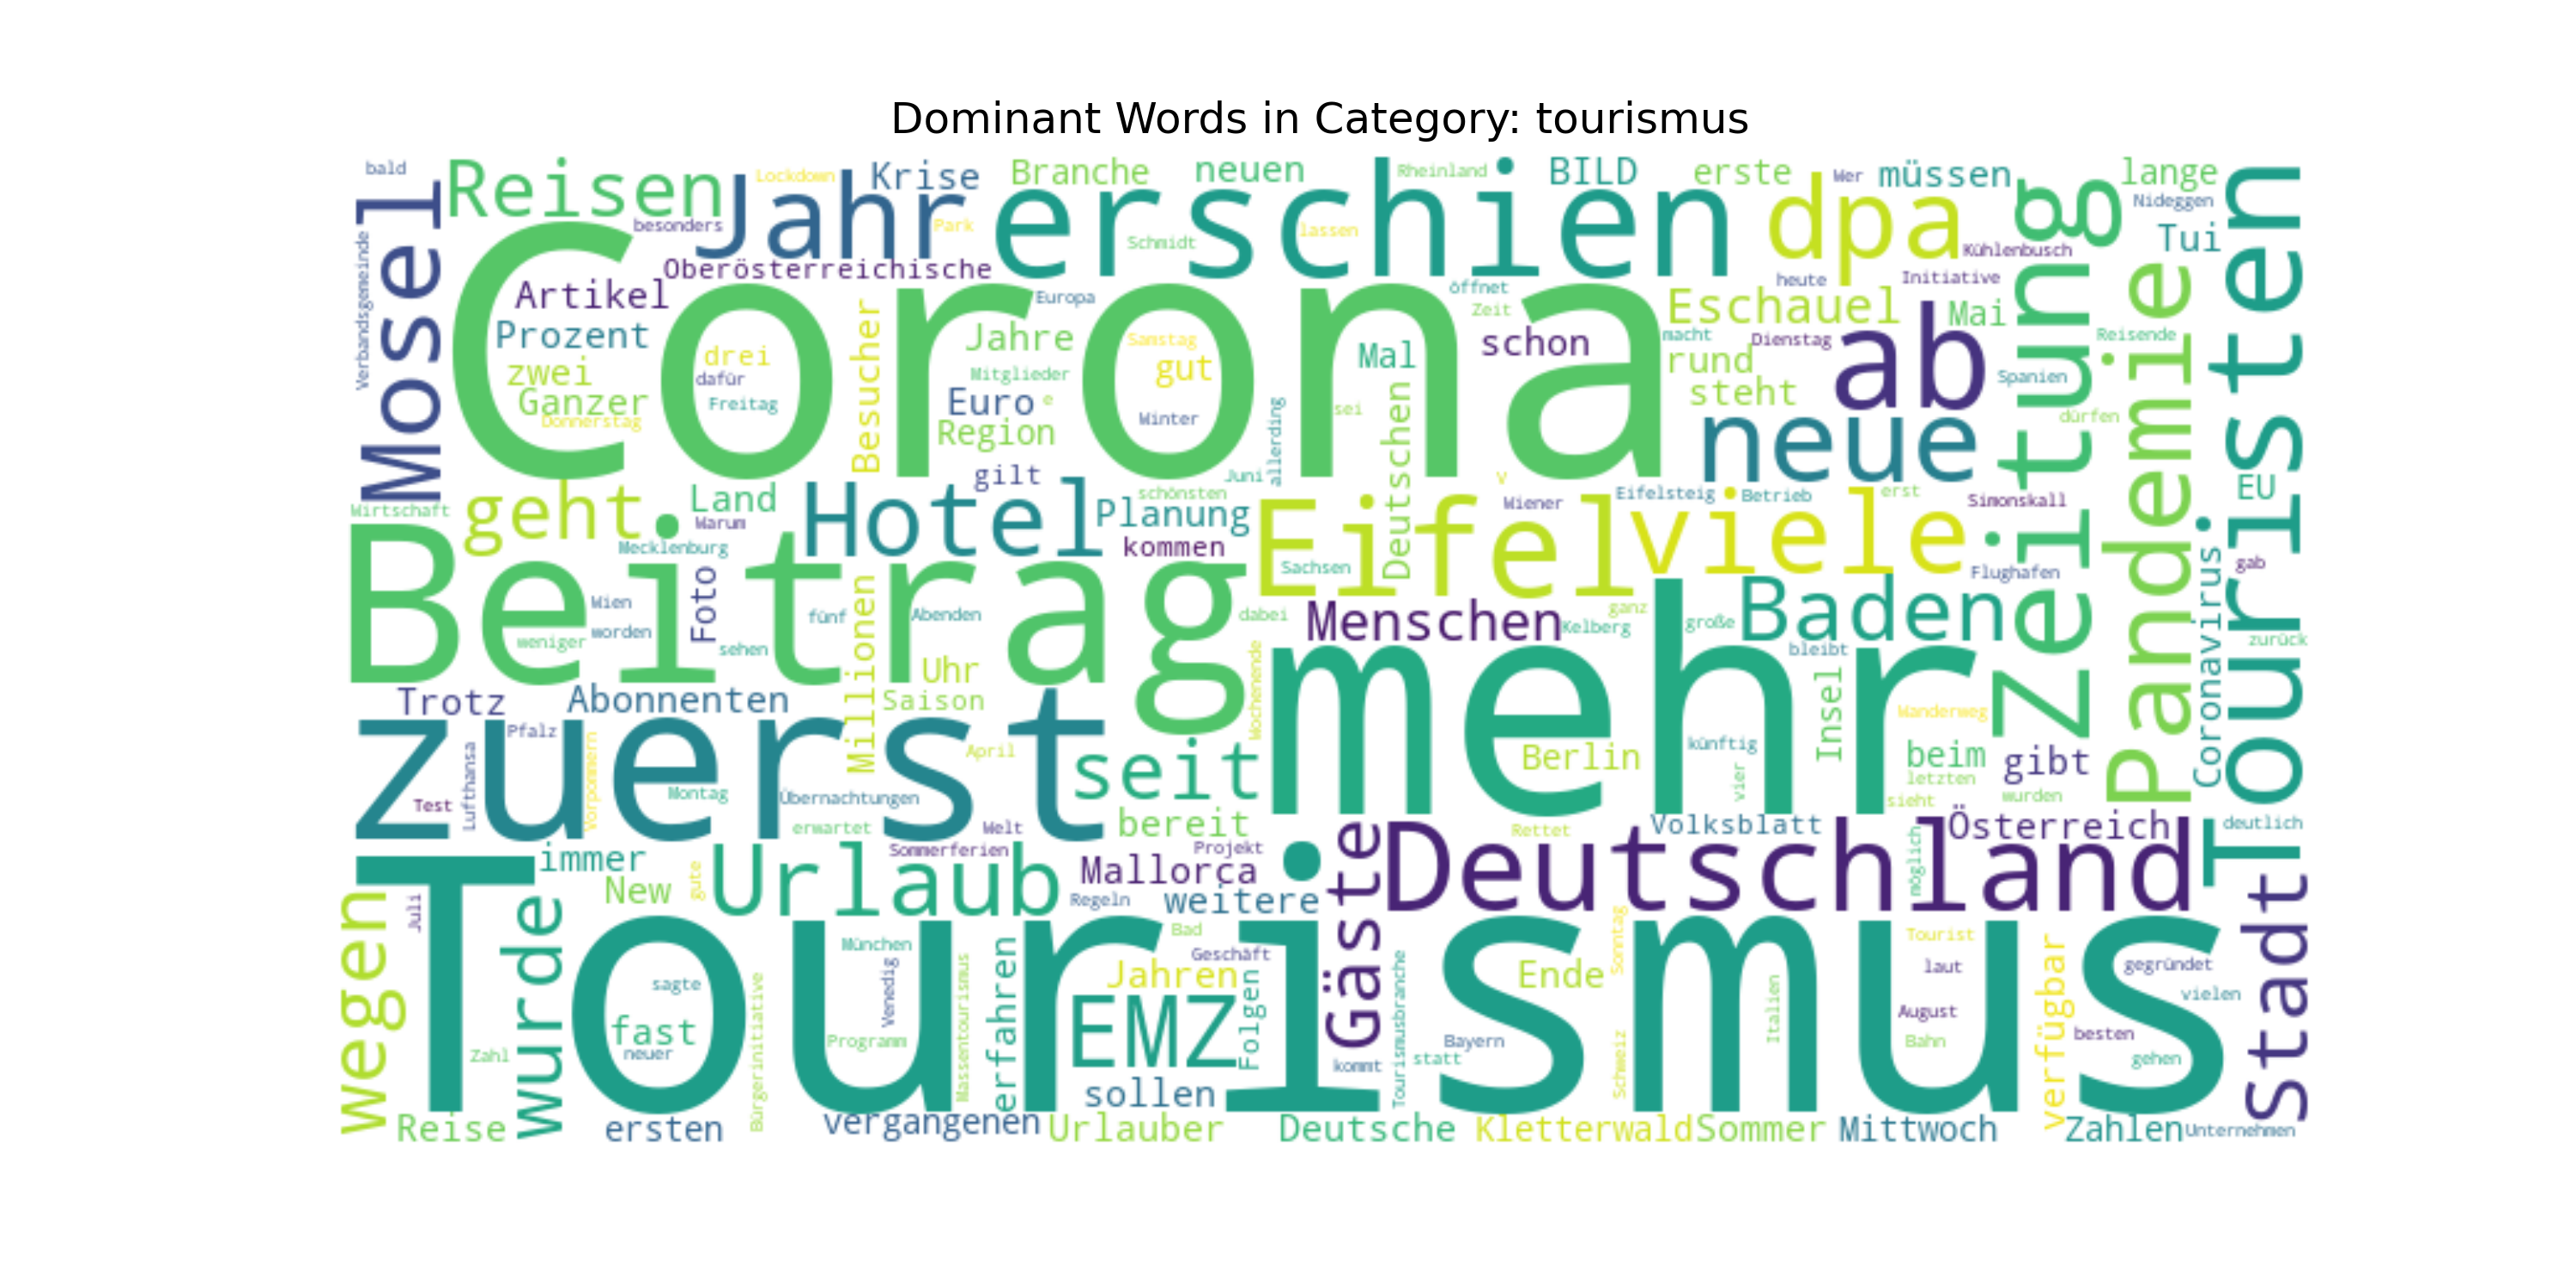 Dominant Words in Category: tourismus
bald
Reisen
Lockdown
Krise
Branche
neuen
Rheinland
BILD
erste
Wer
müssen
lange
Mosel
Jahr
erschien
dpa
Zeitung
Touristen
Nideggen
besonders
Park
Schmidt
lassen
Tui
Kühlenbusch
Verbandsgemeinde
Corona
Oberösterreichische
Artikel
Europa
öffnet
heute
Initiative
Zeit
Eschauel
Mai
Pandemie
Prozent
Besucher
Jahre
Samstag
Mal
schon
macht
Dienstag
ab
Reisende
drei
zwei
dafür
Mitglieder
gut
rund
Spanien
Ganzer
Freitag
Euro
e
Winter
sei
steht
dürfen
Donnerstag
Region
allerding
Deutschen
neue
gilt
Juni
V
EU
geht
Land
Hotel
schönsten
Planung
Wiener
Eifelsteig
Betrieb
erst
Simonskall
Wirtschaft
Warum
Eifel
viele
Mecklenburg
kommen
Sachsen
Flughafen
Coronavirus
gab
Beitrag
Foto
Millionen
Wien
fünf
Abenden
dabei
Menschen
Kelberg
ganz
große
Baden
worden
weniger
sehen
bleibt
zurück
Uhr
Wochenende
mehr
Insel
Trotz
Abonnenten
Saison
Wanderweg
zuerst
Pfalz
Lufthansa
Vorpommern
April
seit
Berlin
künftig
vier
beim
gibt
letzten
Test
Montag
Übernachtungen
sieht
wurden
erwartet
Welt
bereit
Rettet
Volksblatt
Österreich
deutlich
immer
Urlaub
Sommerferien
Projekt
Gäste
Deutschland
möglich
New
gute
Mallorca
Stadt
wegen
Juli
wurde
Regeln
weitere
Tourismus
München
Venedig
Massentourismus
erfahren
Bad
Geschäft
Sonntag
Tourist
verfügbar
Jahren
Folgen
Tourismusbranche
Ende
laut
gegründet
sagte
Bürgerinitiative
Italien
vielen
EMZ
August
fast
Programm
Bayern
Schweiz
Bahn
besten
Zahl
neuer
kommt
statt
gehen
sollen
Reise
ersten
vergangenen
Urlauber
Deutsche
Kletterwald
Sommer
Mittwoch
Zahlen
Unternehmen